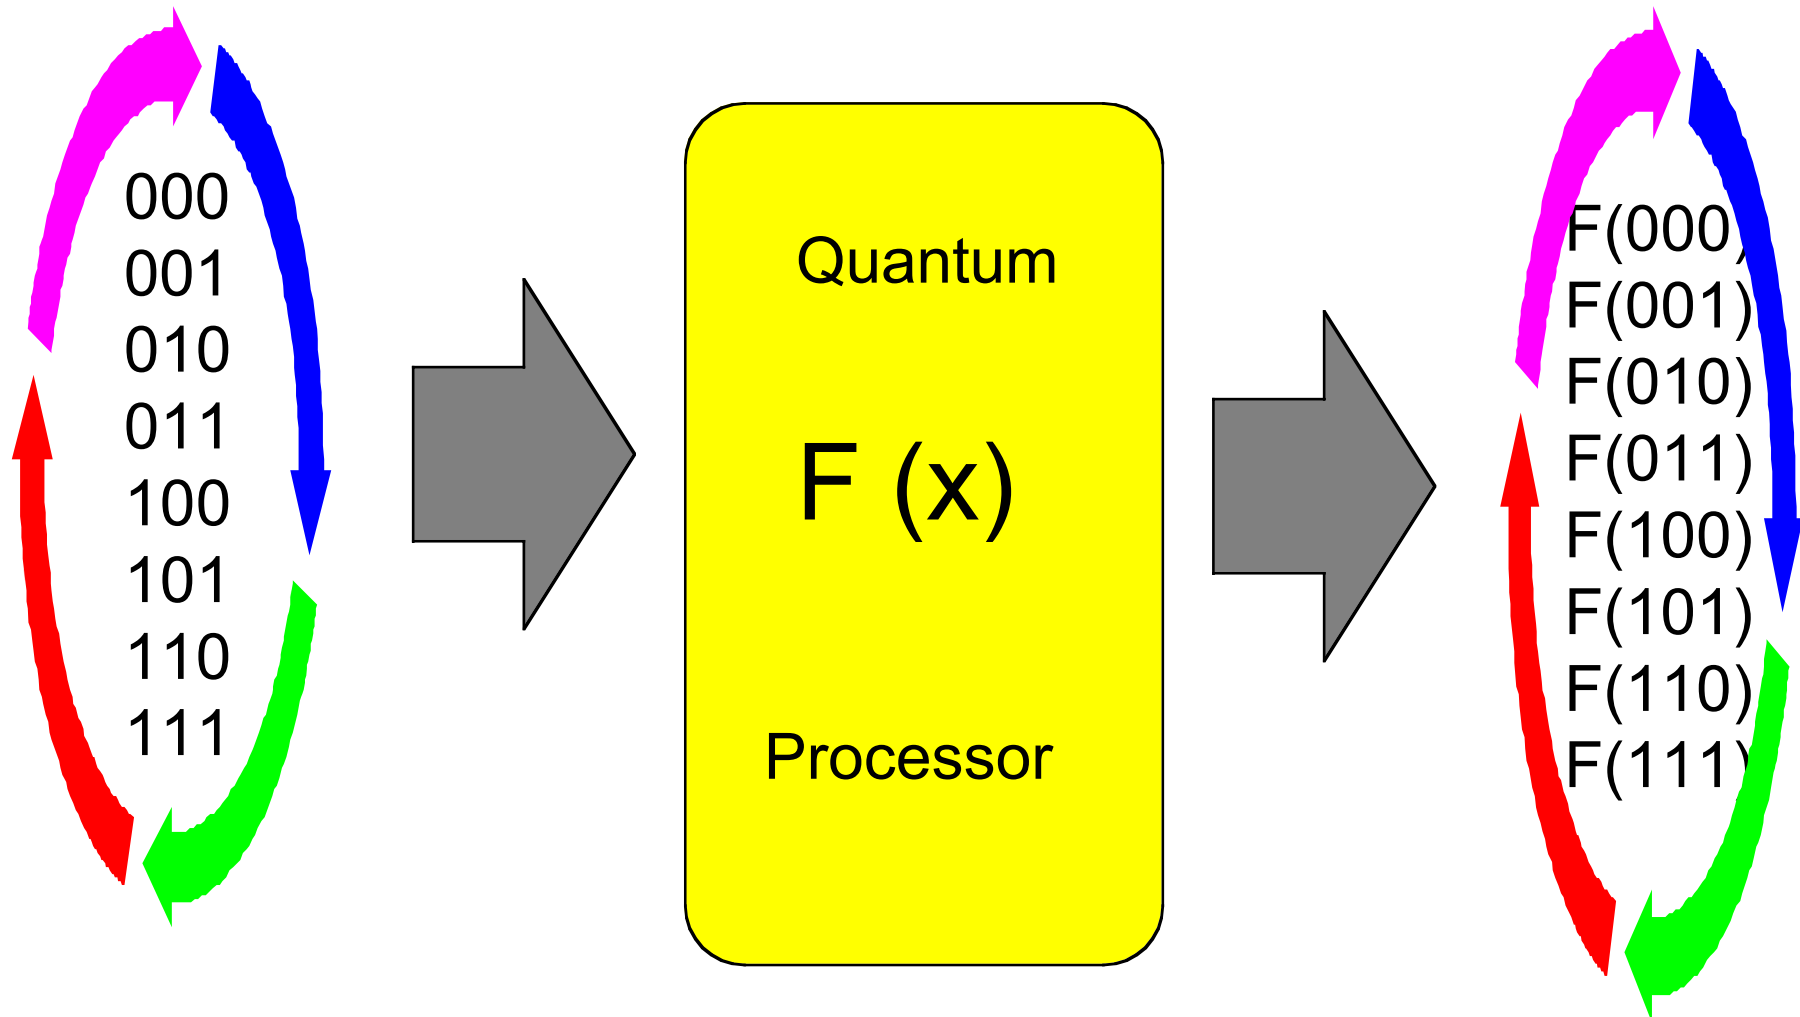 000
001
010
011
100
101
110
111
Quantum
F (x)
Processor
F(000)
F(001)
F(010)
F(011)
F(100)
F(101)
F(110)
F(111)